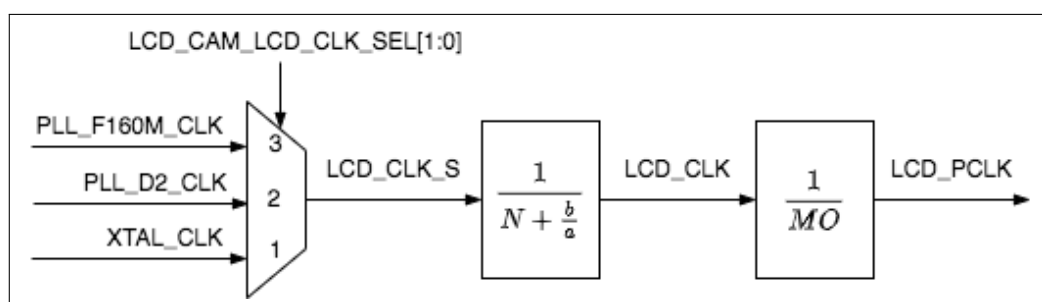 LCD_CAM_LCD_CLK_SEL[1:0]
PLL_F160M_CLK
3
PLL_D2_CLK
2
XTAL_CLK
1
LCD_CLK_S
1
N + b/a
LCD_CLK
1
MO
LCD_PCLK